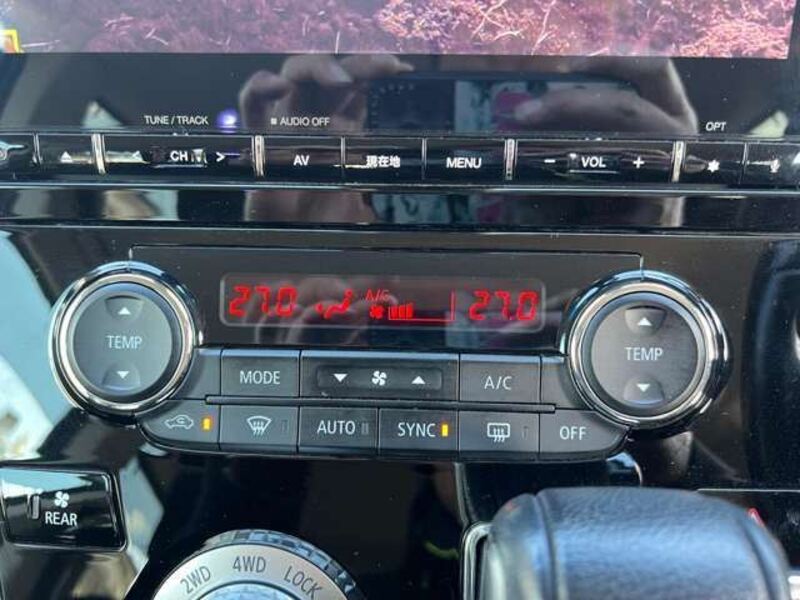 TUNE / TRACK AUDIO OFF OPT
CH AV 現在地 MENU − VOL +
27.0 A/C 27.0
TEMP TEMP
MODE A/C
AUTO SYNC OFF
REAR
2WD 4WD LOCK